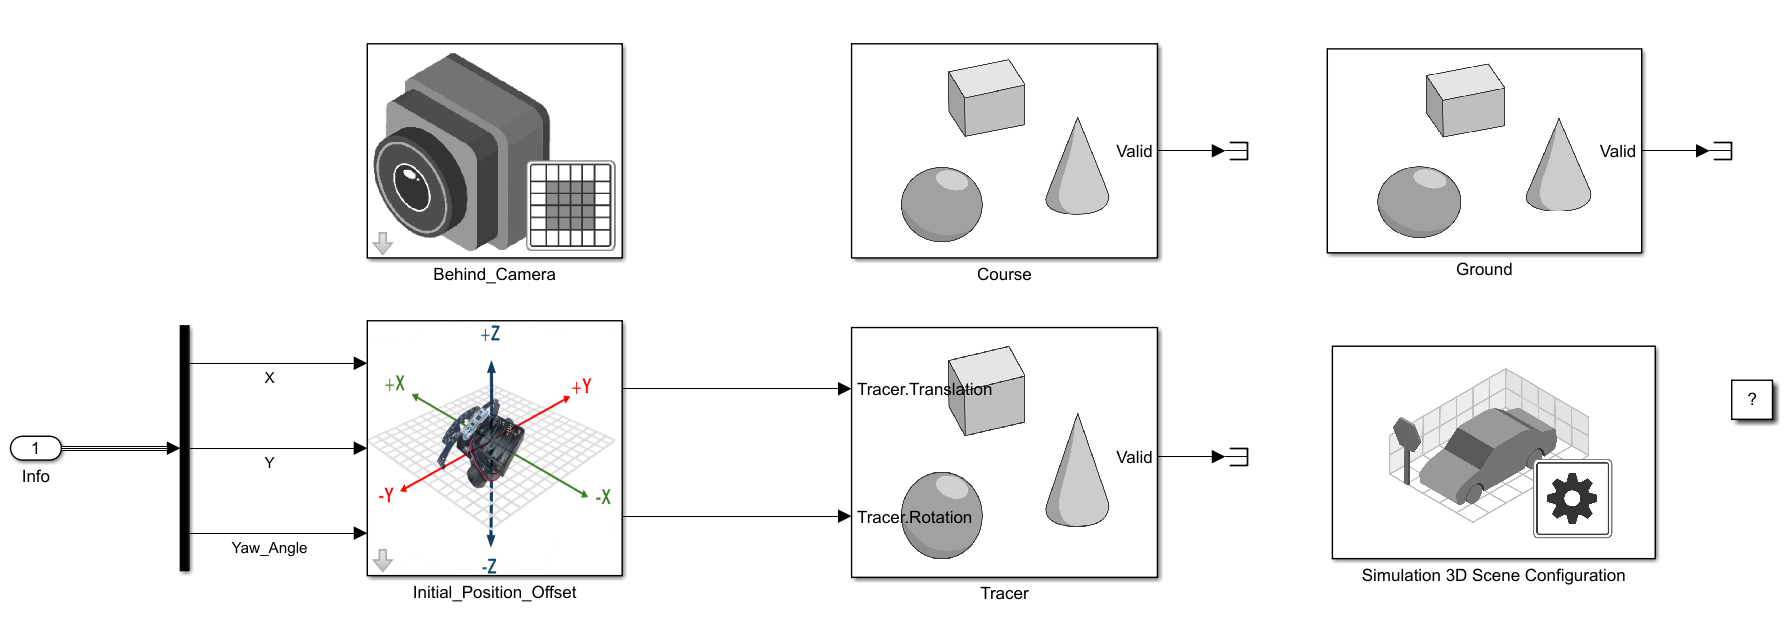 Valid
Valid
Behind_Camera
Course
Ground
+Z
+X
+Y
X
Tracer.Translation
?
1
Info
Y
Valid
-Y
-X
Tracer.Rotation
Yaw_Angle
-Z
Initial_Position_Offset
Tracer
Simulation 3D Scene Configuration